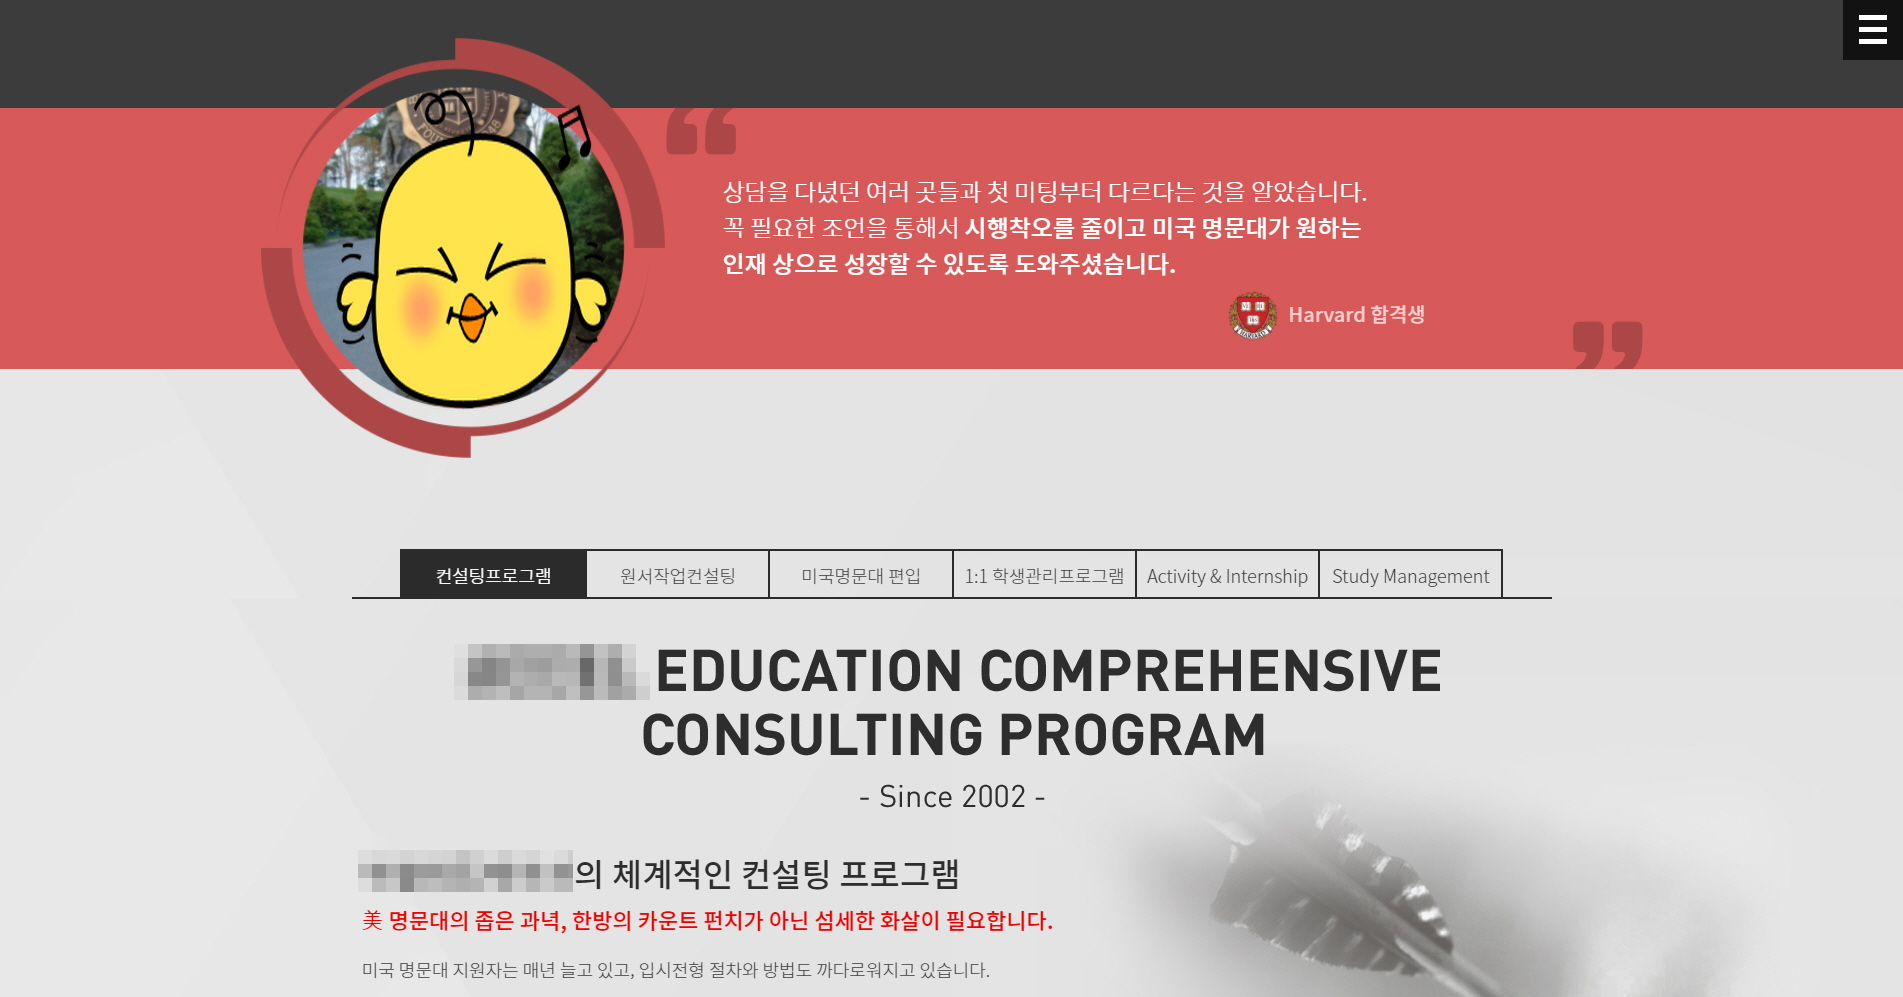 상담을 다녔던 여러 곳들과 첫 미팅부터 다르다는 것을 알았습니다.
꼭 필요한 조언을 통해서 시행착오를 줄이고 미국 명문대가 원하는
인재 상으로 성장할 수 있도록 도와주셨습니다.
Harvard 합격생
컨설팅프로그램
원서작업컨설팅
미국명문대 편입
1:1 학생관리프로그램
Activity & Internship
Study Management
EDUCATION COMPREHENSIVE
CONSULTING PROGRAM
- Since 2002 -
의 체계적인 컨설팅 프로그램
美 명문대의 좁은 과녁, 한방의 카운트 펀치가 아닌 섬세한 화살이 필요합니다.
미국 명문대 지원자는 매년 늘고 있고, 입시전형 절차와 방법도 까다로워지고 있습니다.